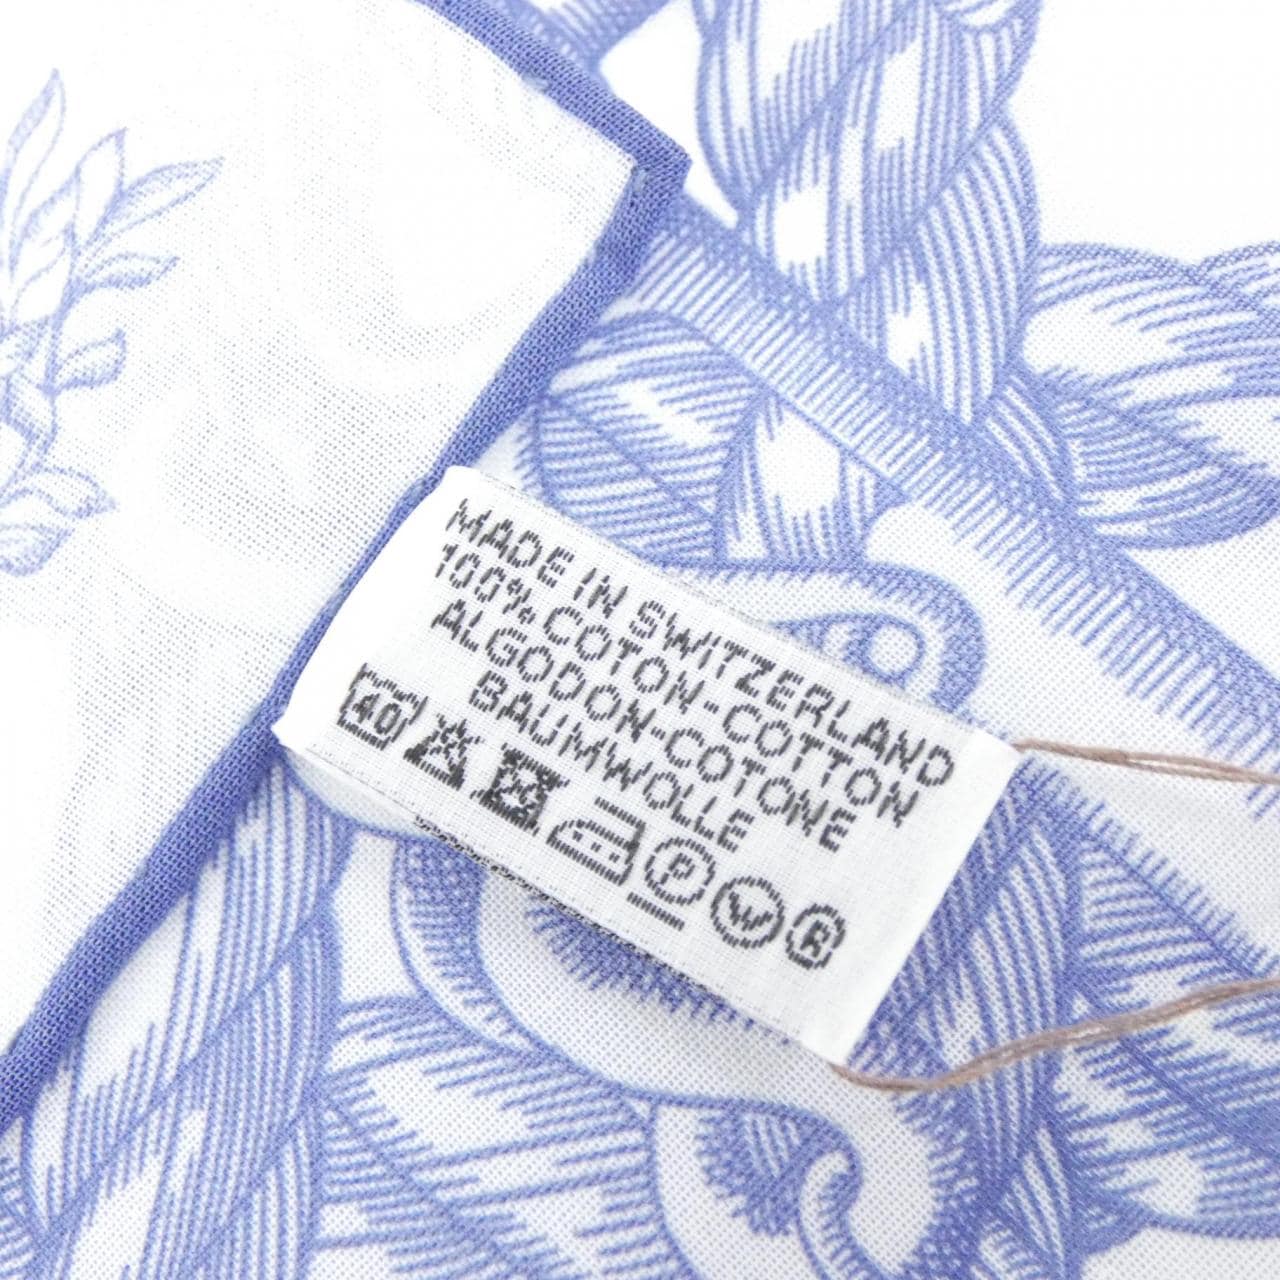 MADE IN SWITZERLAND
100% COTON-COTTON
ALGODON-COTONE
BAUMWOLLE
40 P W R